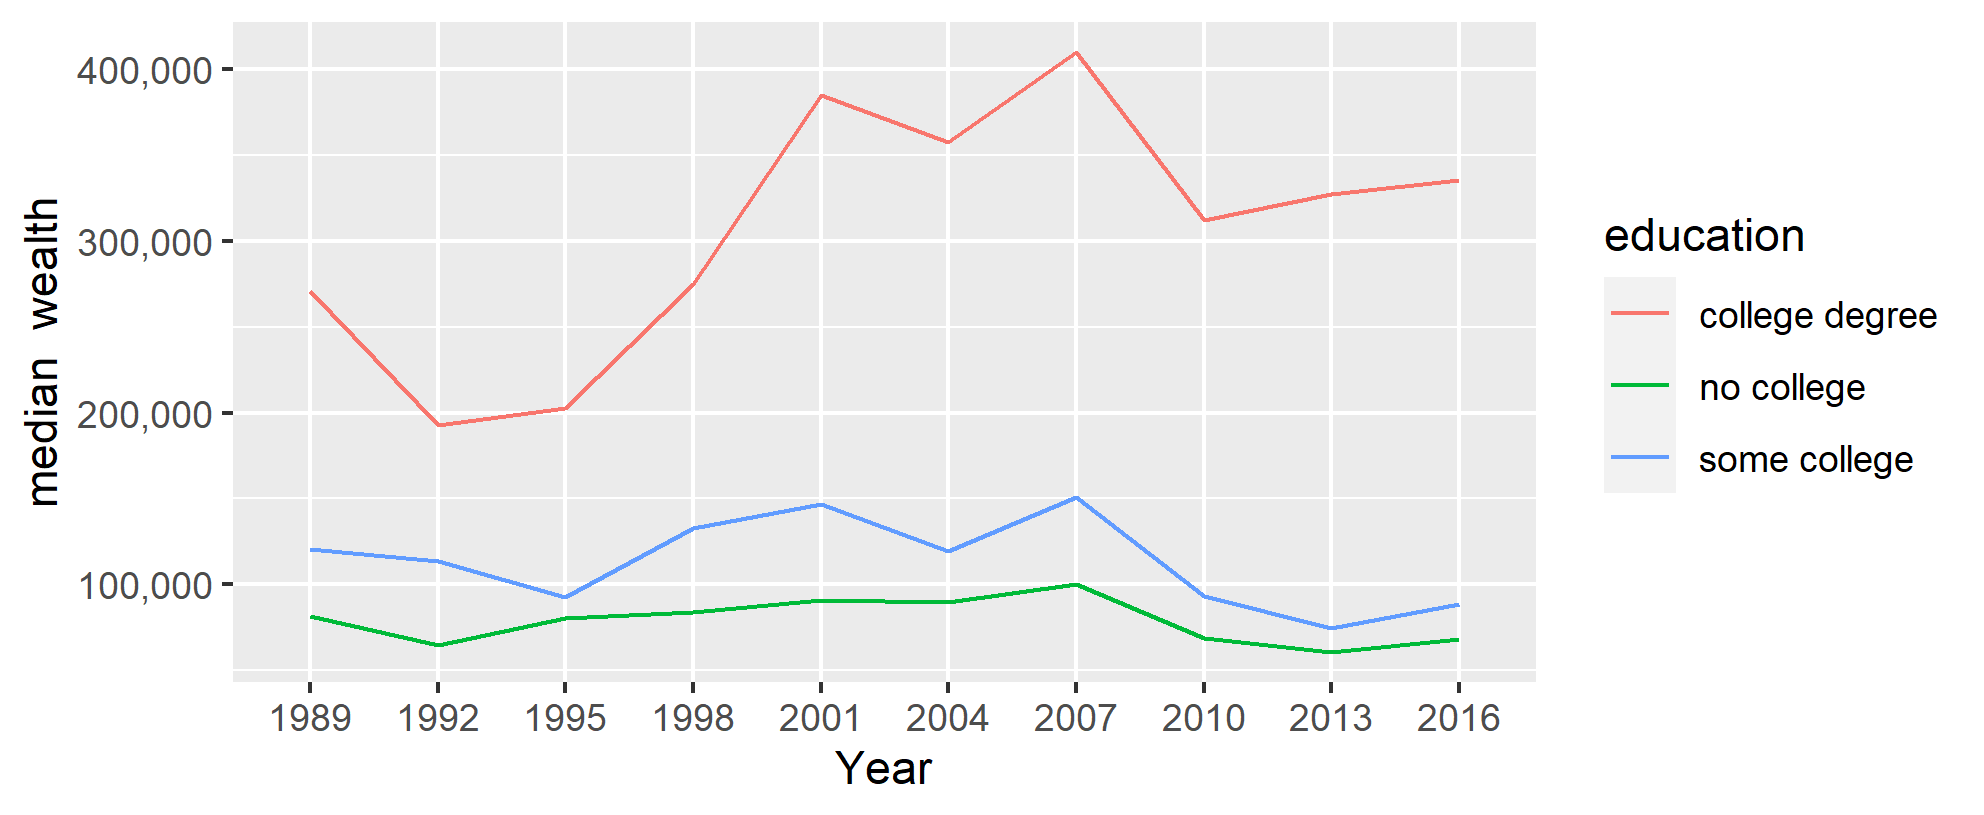 400,000
300,000
200,000
100,000
median wealth
1989 1992 1995 1998 2001 2004 2007 2010 2013 2016
Year
education
college degree
no college
some college